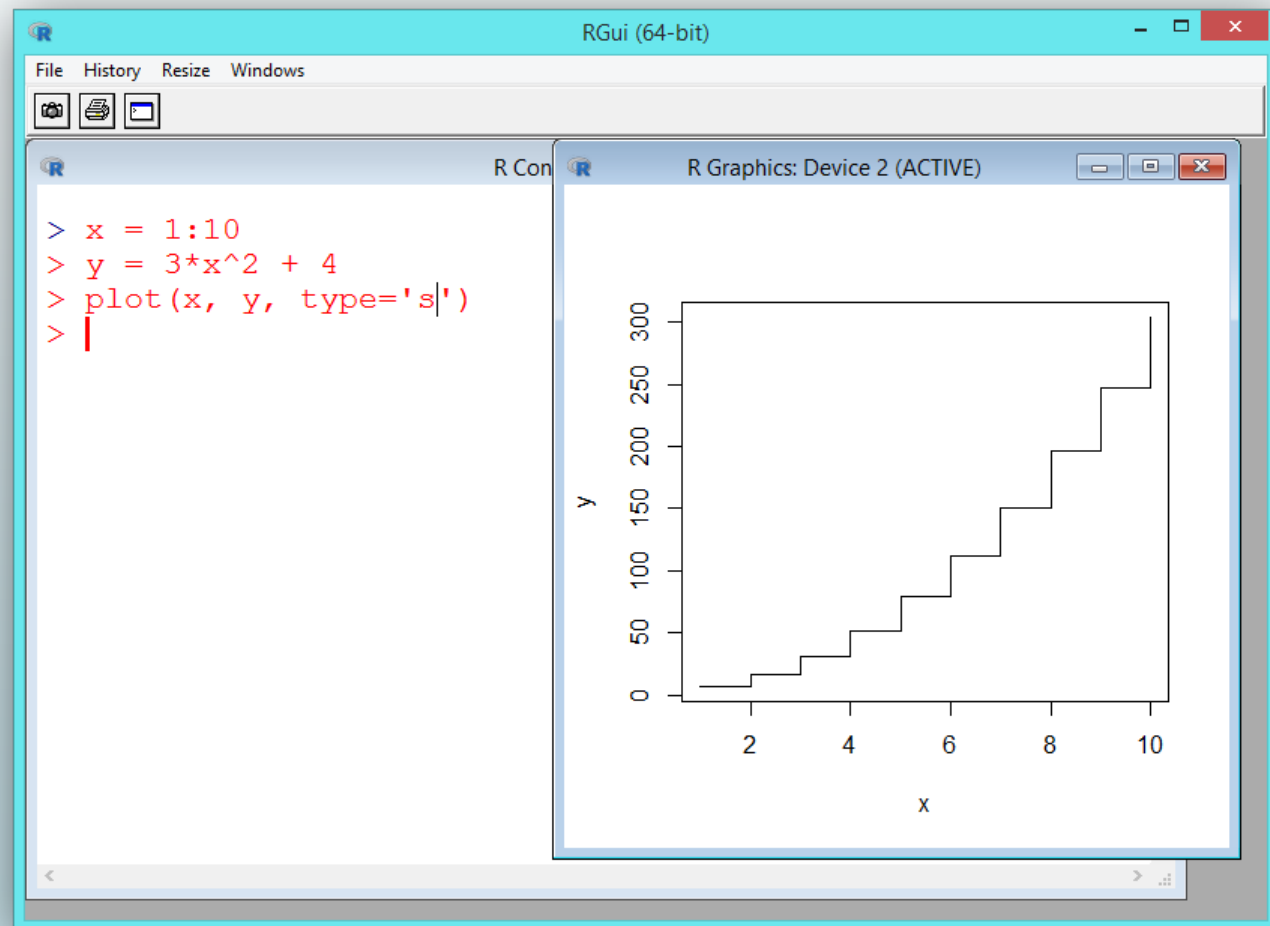 RGui (64-bit)
File History Resize Windows
R Con
> x = 1:10
> y = 3*x^2 + 4
> plot(x, y, type='s')
>
R Graphics: Device 2 (ACTIVE)
300
250
200
150
100
50
0
y
2 4 6 8 10
x